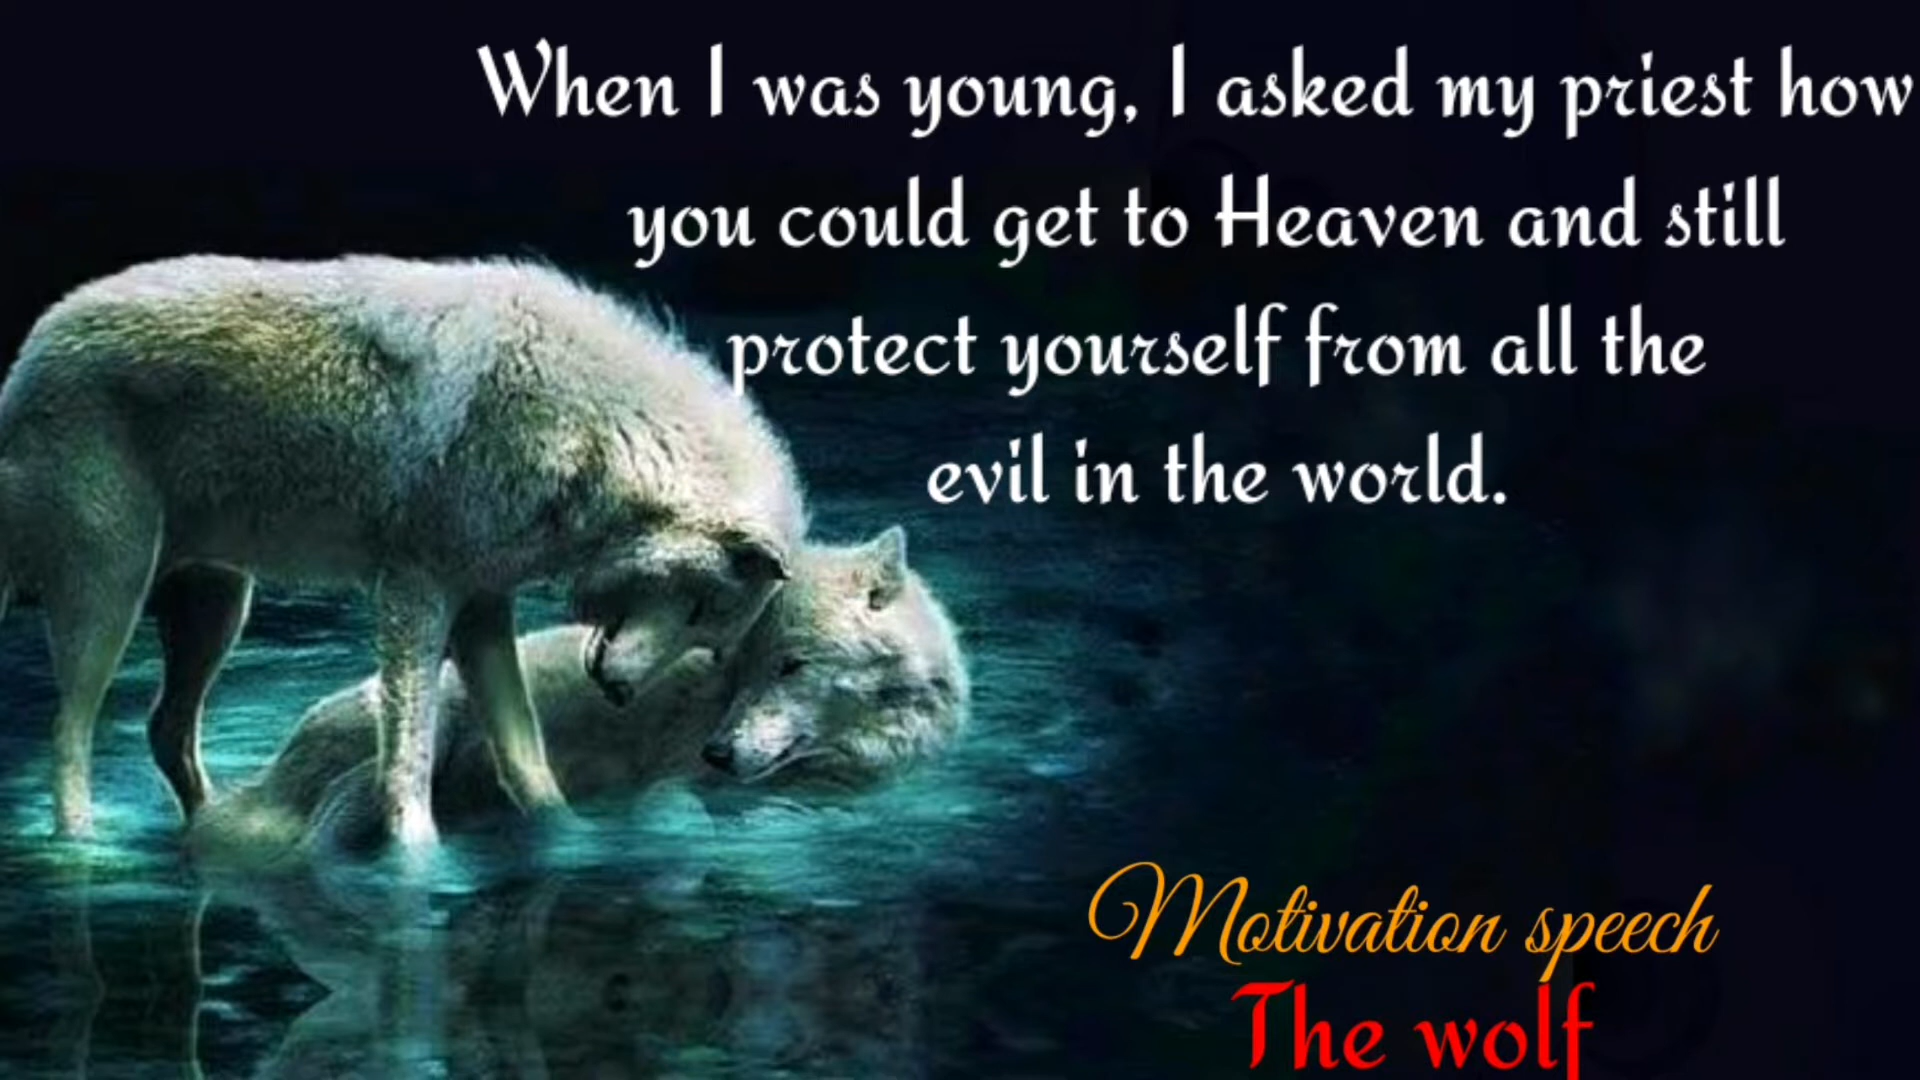 When I was young, I asked my priest how
you could get to Heaven and still
protect yourself from all the
evil in the world.
Motivation speech
The wolf